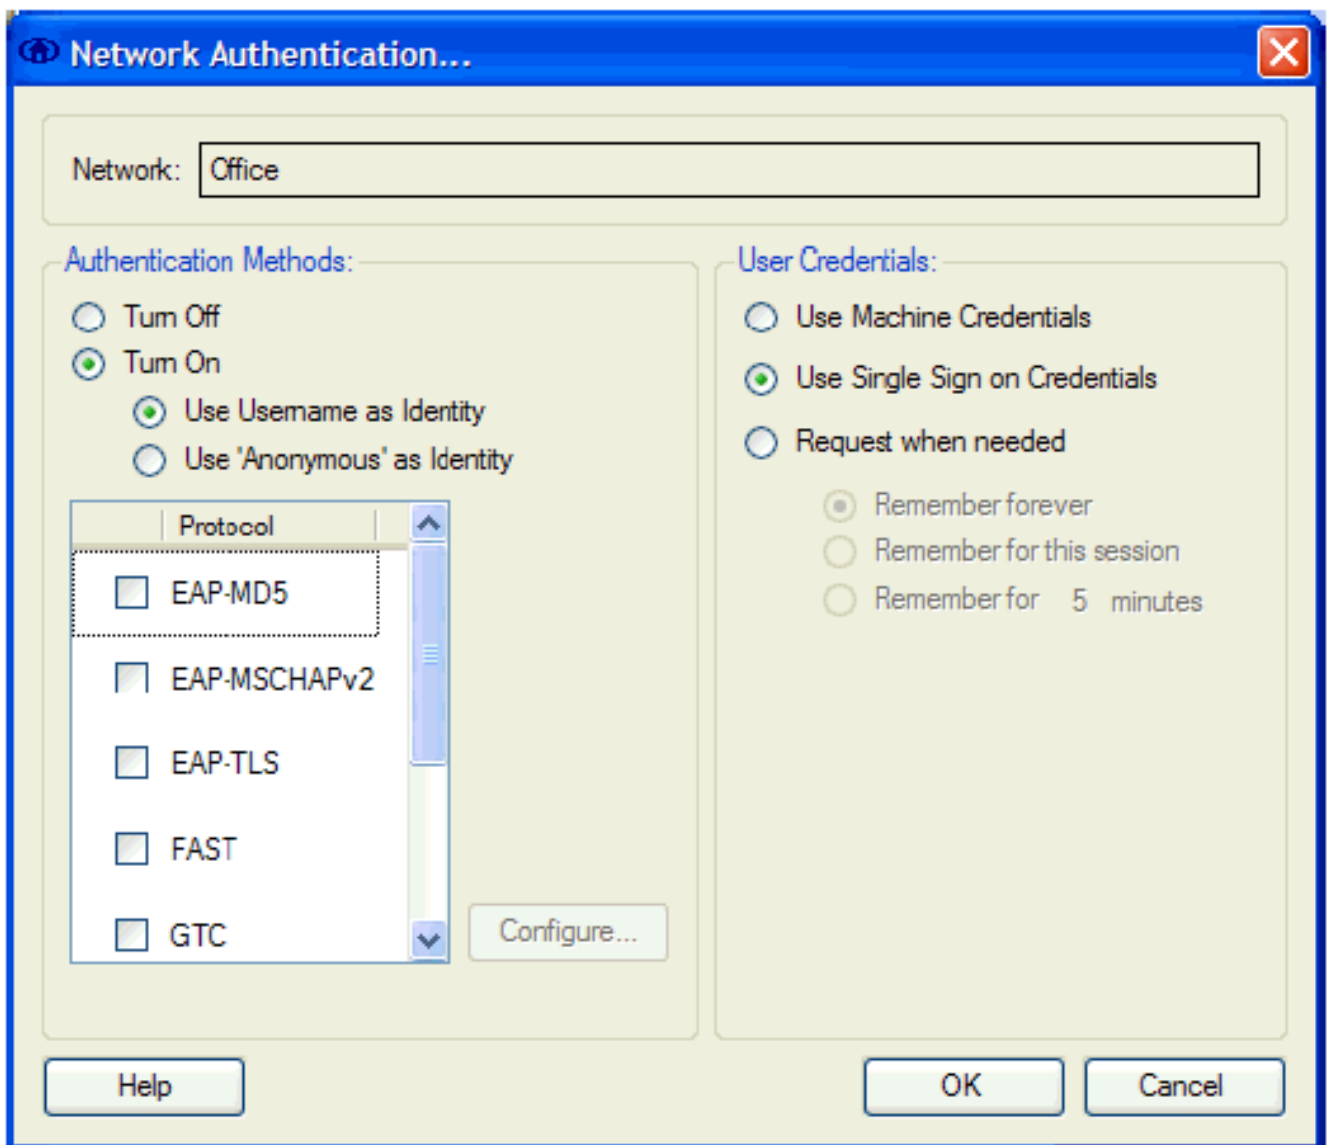 Network Authentication...
Network: Office
Authentication Methods:
Turn Off
Turn On
Use Username as Identity
Use 'Anonymous' as Identity
Protocol
EAP-MD5
EAP-MSCHAPv2
EAP-TLS
FAST
GTC
Configure...
User Credentials:
Use Machine Credentials
Use Single Sign on Credentials
Request when needed
Remember forever
Remember for this session
Remember for 5 minutes
Help
OK
Cancel